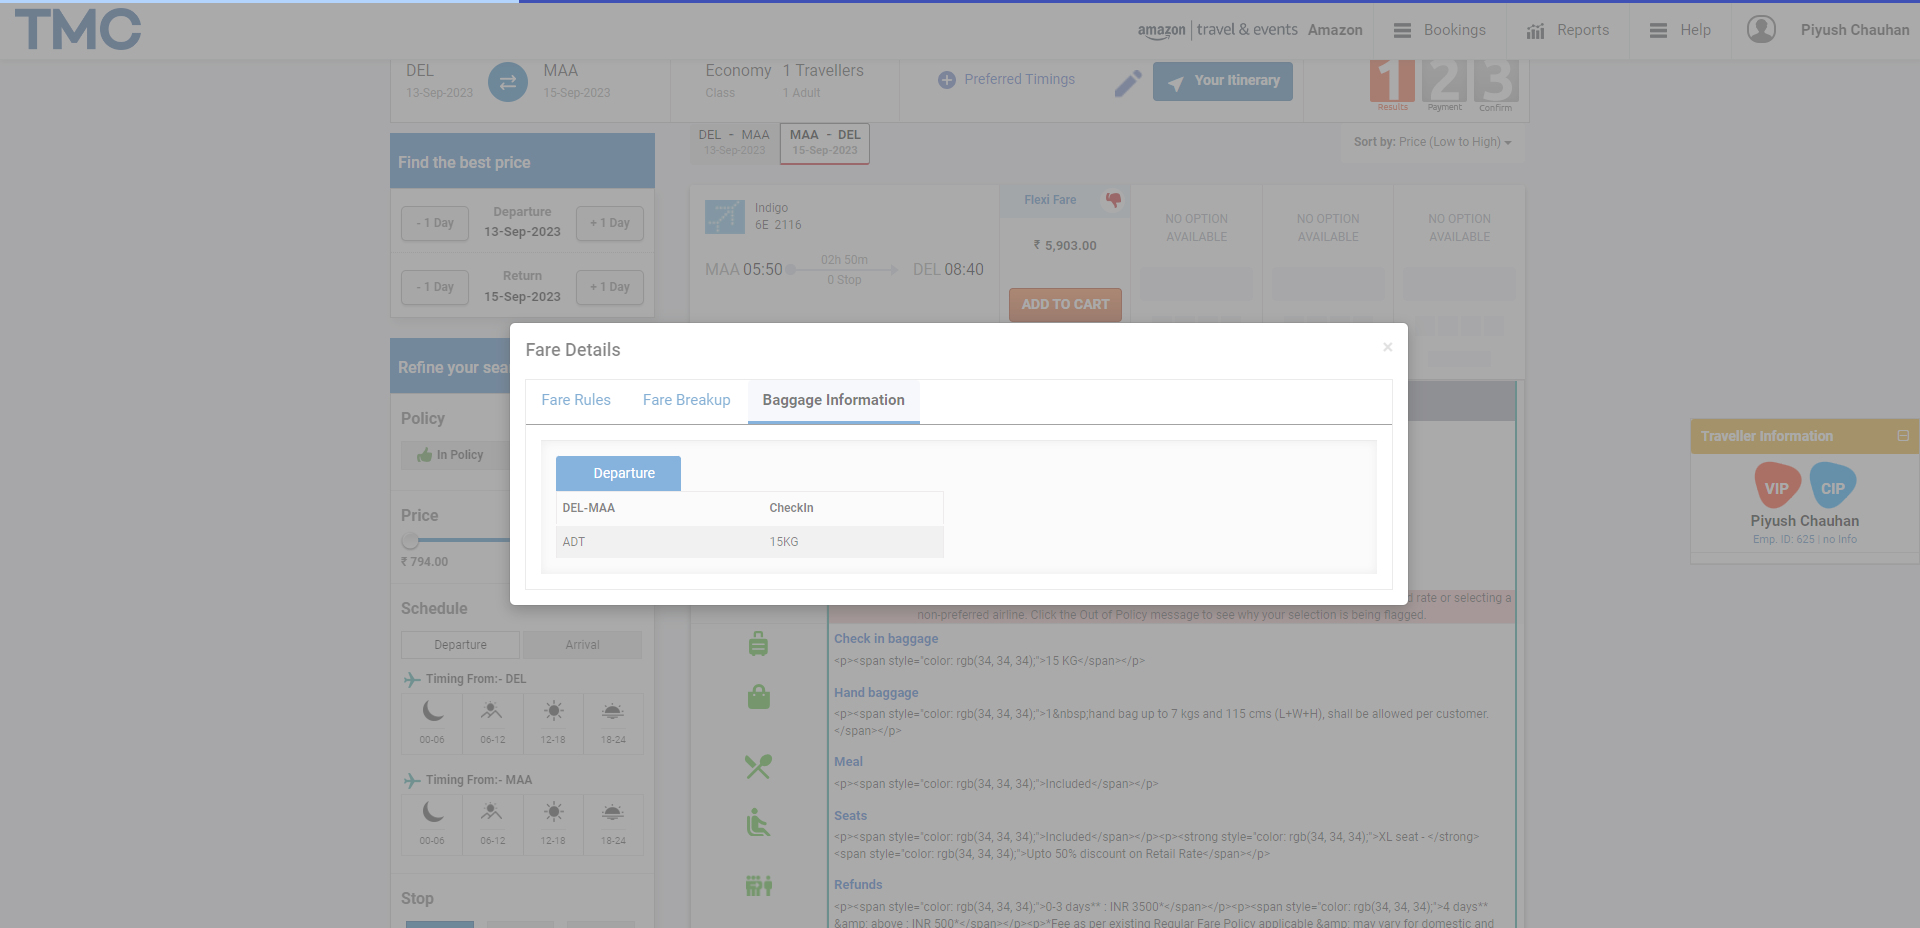 TMC
amazon | travel & events Amazon
Bookings
Reports
Help
Piyush Chauhan
DEL
13-Sep-2023
MAA
15-Sep-2023
Economy
Class
1 Travellers
1 Adult
Preferred Timings
Your Itinerary
1 2 3
Results Payment Confirm
Find the best price
- 1 Day
Departure
13-Sep-2023
+ 1 Day
- 1 Day
Return
15-Sep-2023
+ 1 Day
DEL - MAA
13-Sep-2023
MAA - DEL
15-Sep-2023
Sort by: Price (Low to High)
Indigo
6E 2116
MAA 05:50
02h 50m
0 Stop
DEL 08:40
Flexi Fare
₹ 5,903.00
ADD TO CART
NO OPTION
AVAILABLE
NO OPTION
AVAILABLE
NO OPTION
AVAILABLE
Refine your sea
Policy
In Policy
Price
₹ 794.00
Schedule
Departure
Arrival
Timing From:- DEL
00-06 06-12 12-18 18-24
Timing From:- MAA
00-06 06-12 12-18 18-24
Stop
Fare Details
×
Fare Rules
Fare Breakup
Baggage Information
Departure
DEL-MAA CheckIn
ADT 15KG
Traveller Information
VIP CIP
Piyush Chauhan
Emp. ID: 625 | no Info
d rate or selecting a
non-preferred airline. Click the Out of Policy message to see why your selection is being flagged.
Check in baggage
<p><span style="color: rgb(34, 34, 34);">15 KG</span></p>
Hand baggage
<p><span style="color: rgb(34, 34, 34);">1&nbsp;hand bag up to 7 kgs and 115 cms (L+W+H), shall be allowed per customer.
</span></p>
Meal
<p><span style="color: rgb(34, 34, 34);">Included</span></p>
Seats
<p><span style="color: rgb(34, 34, 34);">Included</span></p><p><strong style="color: rgb(34, 34, 34);">XL seat - </strong>
<span style="color: rgb(34, 34, 34);">Upto 50% discount on Retail Rate</span></p>
Refunds
<p><span style="color: rgb(34, 34, 34);">0-3 days** : INR 3500*</span></p><p><span style="color: rgb(34, 34, 34);">4 days**
&amp; above : INR 500*</span></p><p>*Fee as per existing Regular Fare Policy applicable &amp; may vary for domestic and